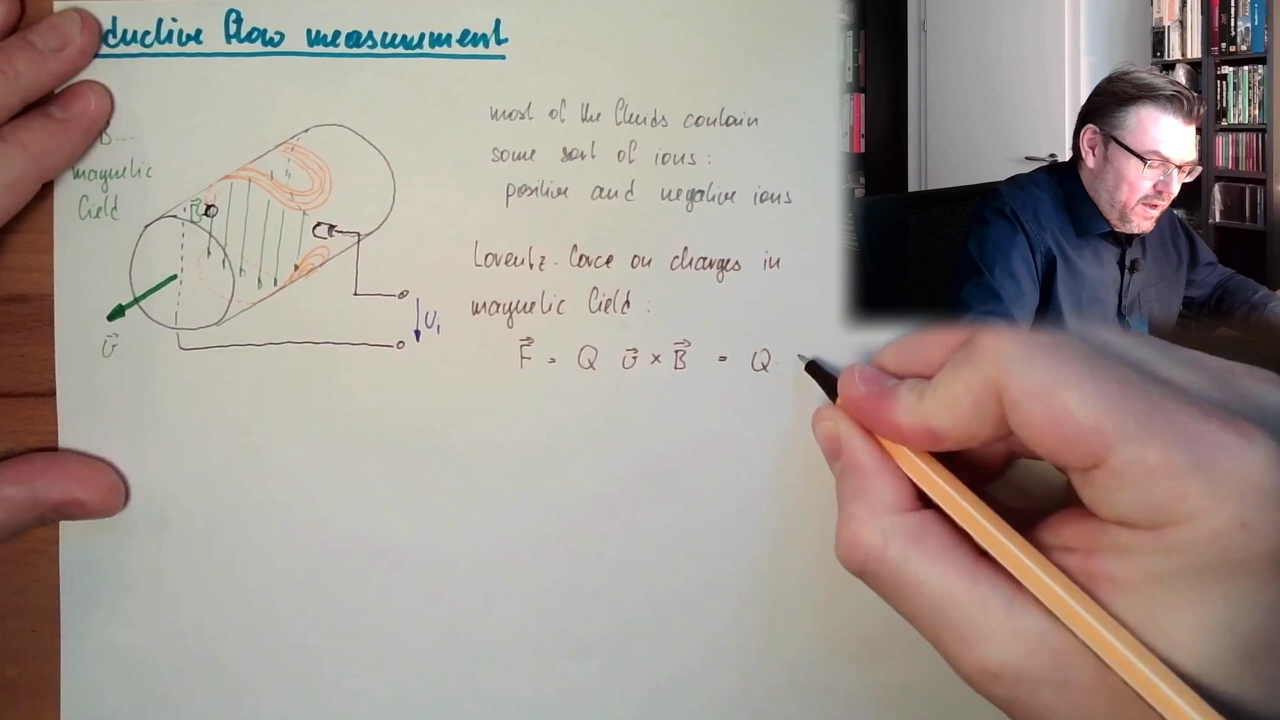 ductive flow measurement
B...
magnetic
field
most of the fluids contain
some sort of ions:
positive and negative ions
Lorentz-force on charges in
magnetic field:
F⃗ = Q v⃗ × B⃗ = Q
B⃗
U₁
v⃗